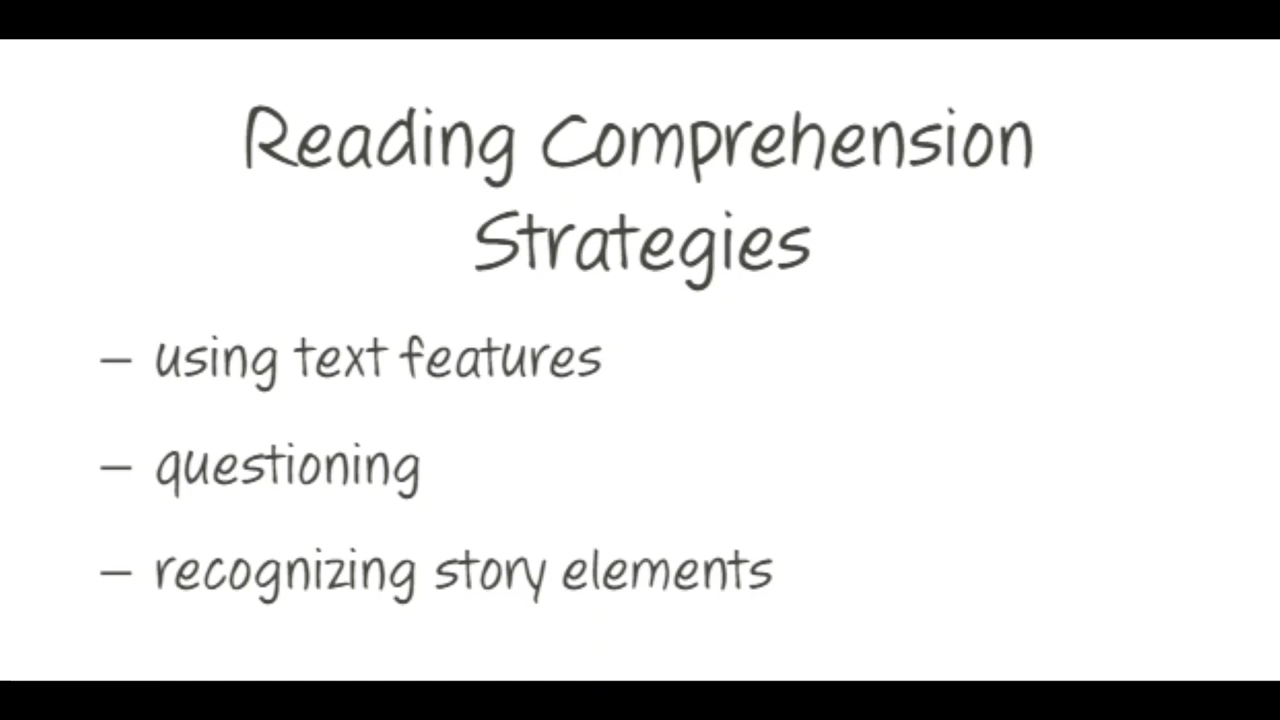 Reading Comprehension
Strategies
– using text features
– questioning
– recognizing story elements